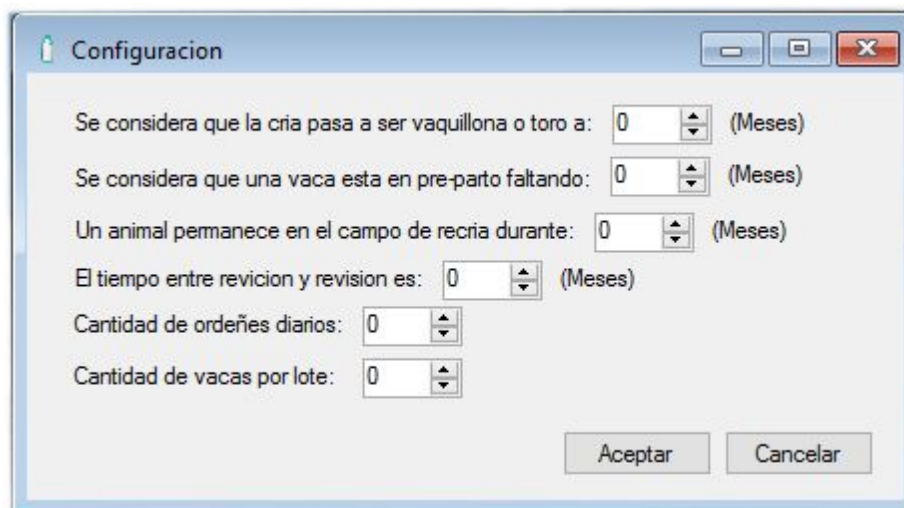 Configuracion
Se considera que la cria pasa a ser vaquillona o toro a: 0 (Meses)
Se considera que una vaca esta en pre-parto faltando: 0 (Meses)
Un animal permanece en el campo de recria durante: 0 (Meses)
El tiempo entre revicion y revision es: 0 (Meses)
Cantidad de ordeñes diarios: 0
Cantidad de vacas por lote: 0
Aceptar Cancelar